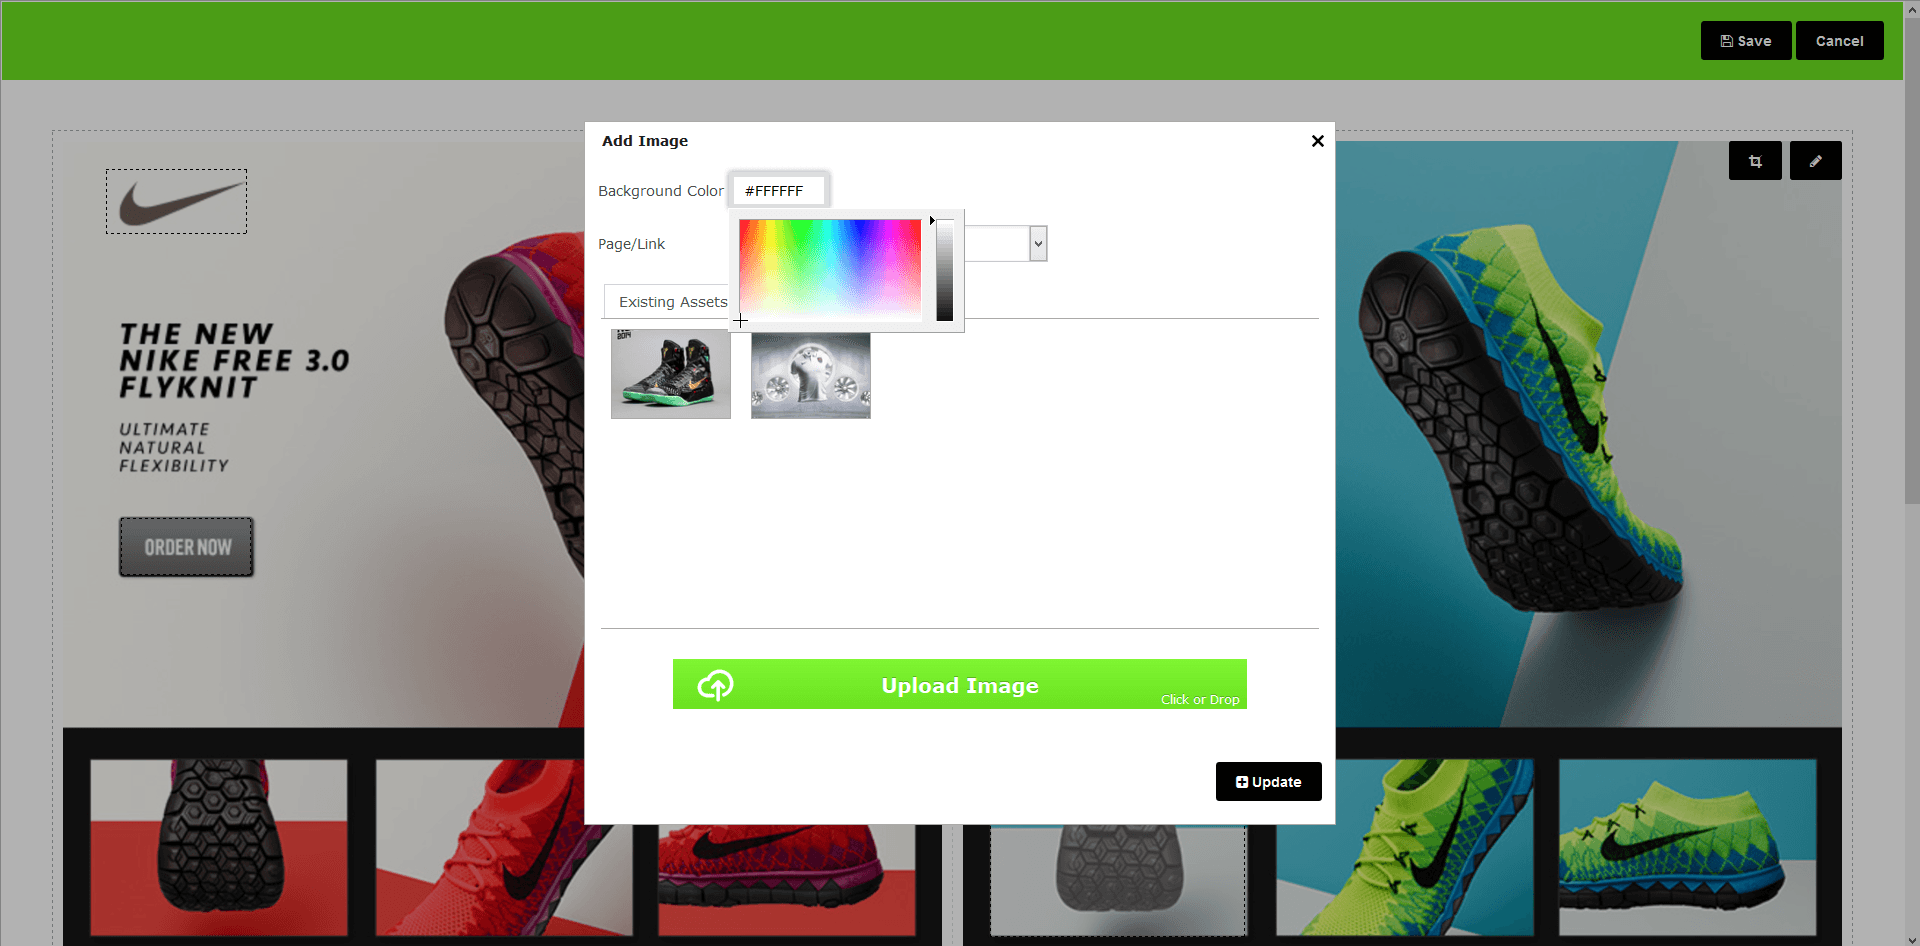 Save
Cancel
Add Image
Background Color
#FFFFFF
Page/Link
Existing Assets
2014
THE NEW
NIKE FREE 3.0
FLYKNIT
ULTIMATE
NATURAL
FLEXIBILITY
ORDER NOW
Upload Image
Click or Drop
Update